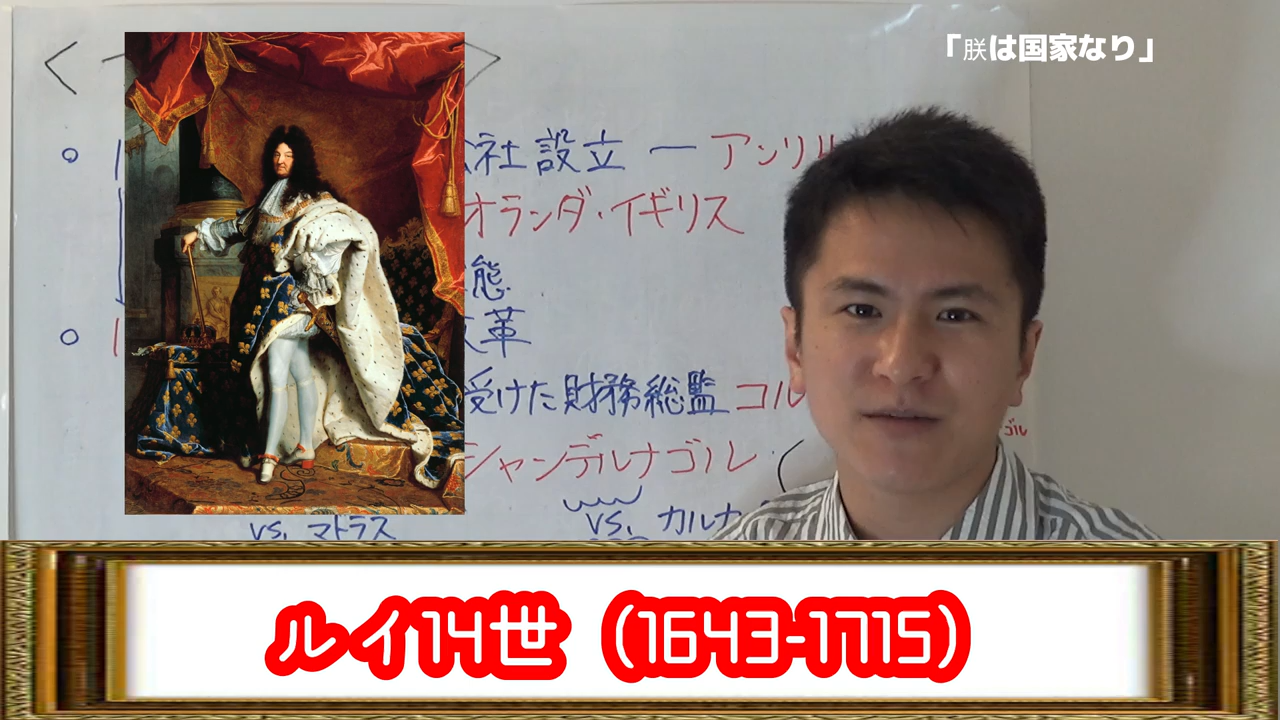 「朕は国家なり」
社設立 ー アンリ
オランダ・イギリス
態
革
受けた財務総監 コル
シャンデルナゴル
ゴル
vs. マドラス
vs. カルナ
ルイ14世（1643-1715）